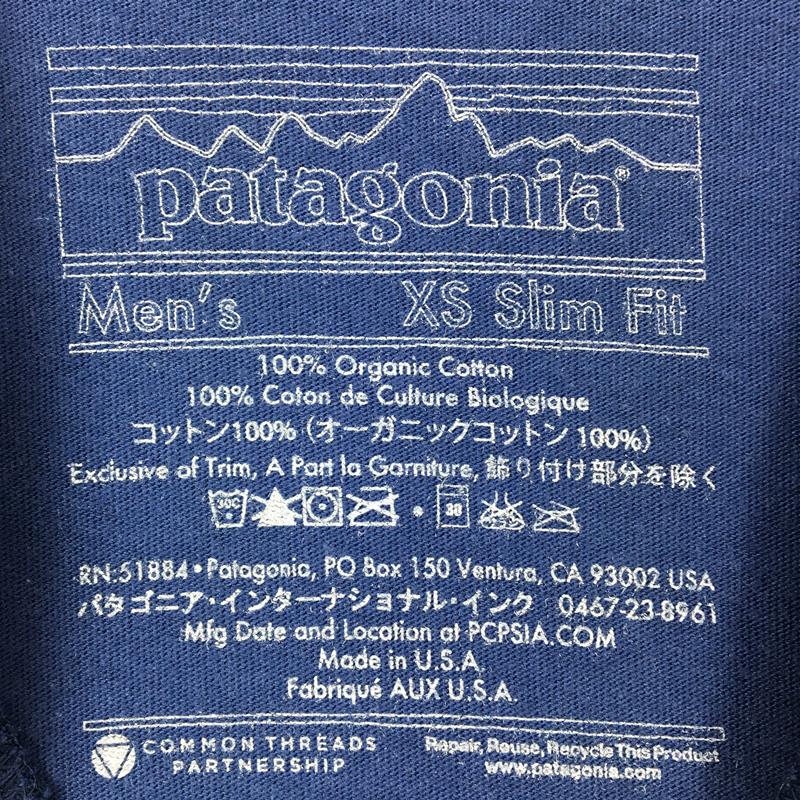 patagonia®
Men's XS Slim Fit
100% Organic Cotton
100% Coton de Culture Biologique
コットン100% (オーガニックコットン 100%)
Exclusive of Trim, A Part la Garniture, 飾り付け部分を除く
30C • 30
RN:51884 • Patagonia, PO Box 150 Ventura, CA 93002 USA
パタゴニア・インターナショナル・インク 0467-23-8961
Mfg Date and Location at PCPSIA.COM
Made in U.S.A.
Fabriqué AUX U.S.A.
COMMON THREADS
PARTNERSHIP
Repair, Reuse, Recycle This Product
www.patagonia.com